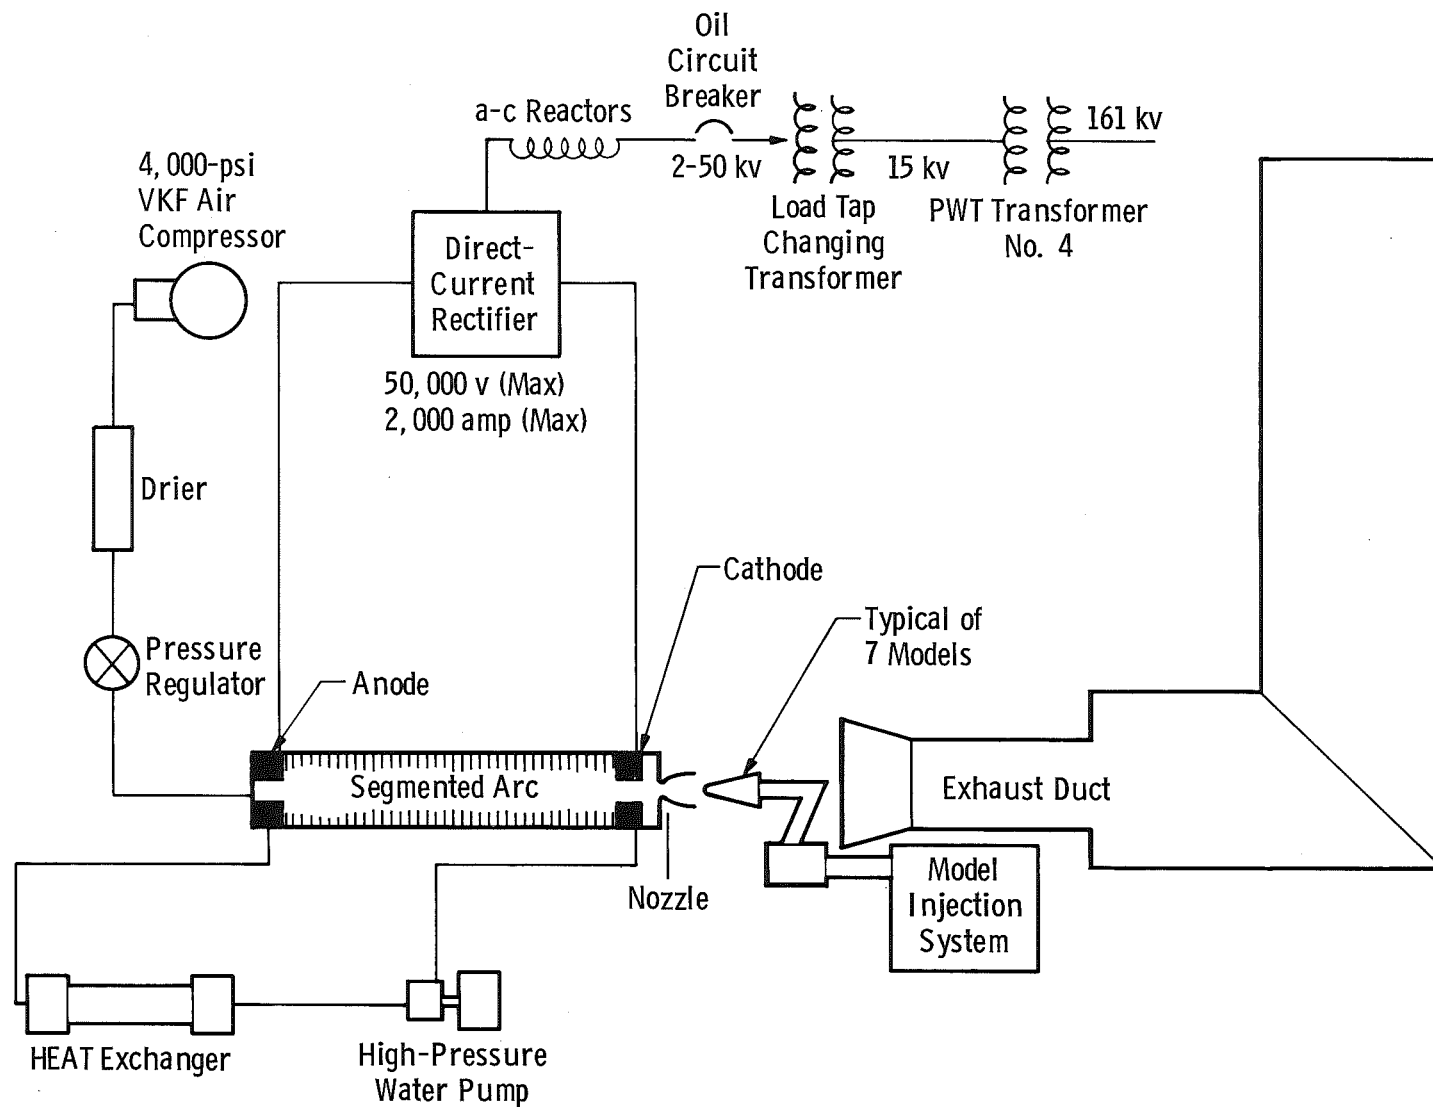 Oil
Circuit
Breaker
a-c Reactors
161 kv
2-50 kv
15 kv
4,000-psi
VKF Air
Compressor
Load Tap
Changing
Transformer
PWT Transformer
No. 4
Direct-
Current
Rectifier
50,000 v (Max)
2,000 amp (Max)
Drier
Cathode
Typical of
7 Models
Pressure
Regulator
Anode
Segmented Arc
Exhaust Duct
Nozzle
Model
Injection
System
HEAT Exchanger
High-Pressure
Water Pump